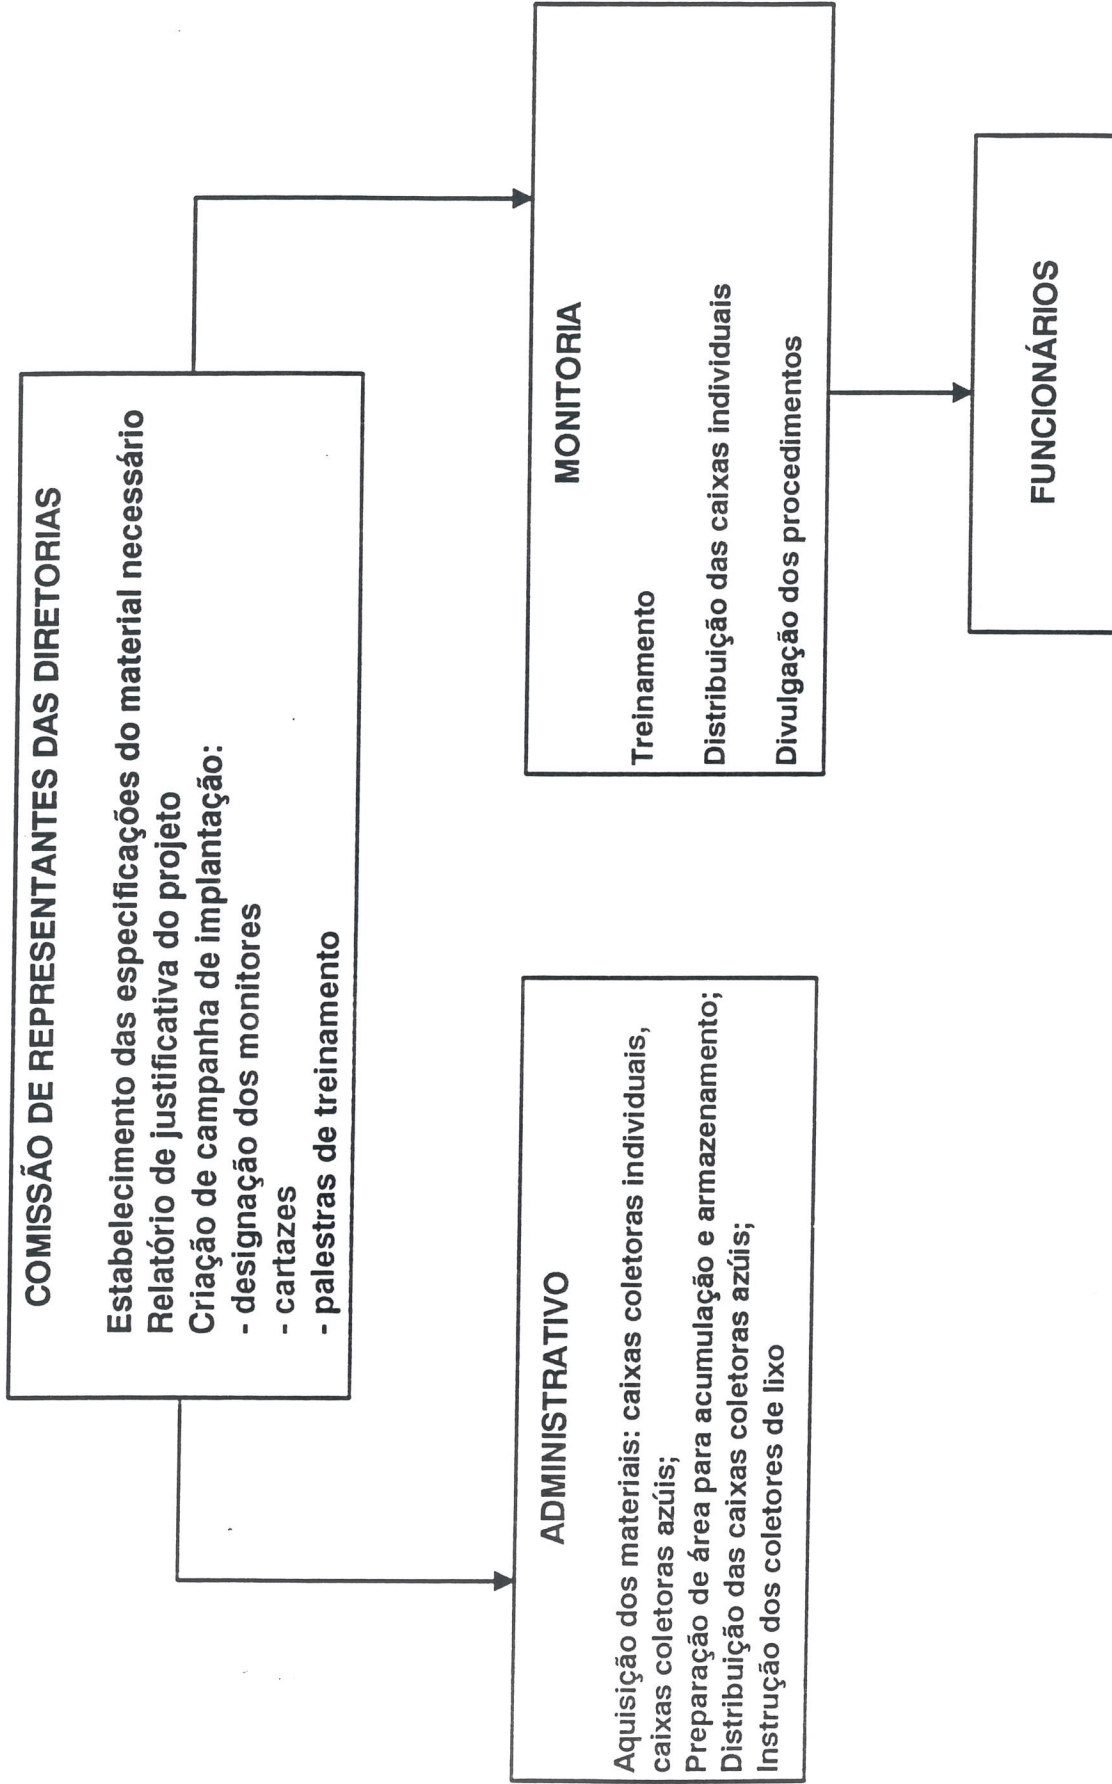 COMISSÃO DE REPRESENTANTES DAS DIRETORIAS
Estabelecimento das especificações do material necessário
Relatório de justificativa do projeto
Criação de campanha de implantação:
- designação dos monitores
- cartazes
- palestras de treinamento
ADMINISTRATIVO
Aquisição dos materiais: caixas coletoras individuais,
caixas coletoras azúis;
Preparação de área para acumulação e armazenamento;
Distribuição das caixas coletoras azúis;
Instrução dos coletores de lixo
MONITORIA
Treinamento
Distribuição das caixas individuais
Divulgação dos procedimentos
FUNCIONÁRIOS